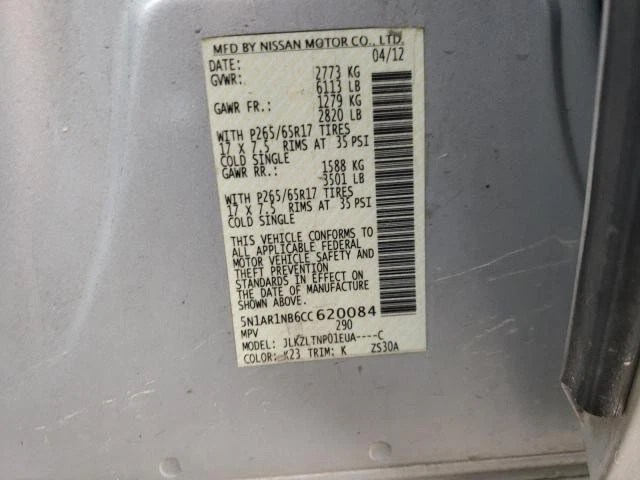 MFD BY NISSAN MOTOR CO., LTD.
DATE: 04/12
GVWR: 2773 KG
6113 LB
GAWR FR.: 1279 KG
2820 LB
WITH P265/65R17 TIRES
17 X 7.5 RIMS AT 35 PSI
COLD SINGLE
GAWR RR.: 1588 KG
3501 LB
WITH P265/65R17 TIRES
17 X 7.5 RIMS AT 35 PSI
COLD SINGLE
THIS VEHICLE CONFORMS TO
ALL APPLICABLE FEDERAL
MOTOR VEHICLE SAFETY AND
THEFT PREVENTION
STANDARDS IN EFFECT ON
THE DATE OF MANUFACTURE
SHOWN ABOVE.
5N1AR1NB6CC620084
MPV 290
MODEL: JLKZLTNP01EUA----C
COLOR: K23 TRIM: K ZS30A